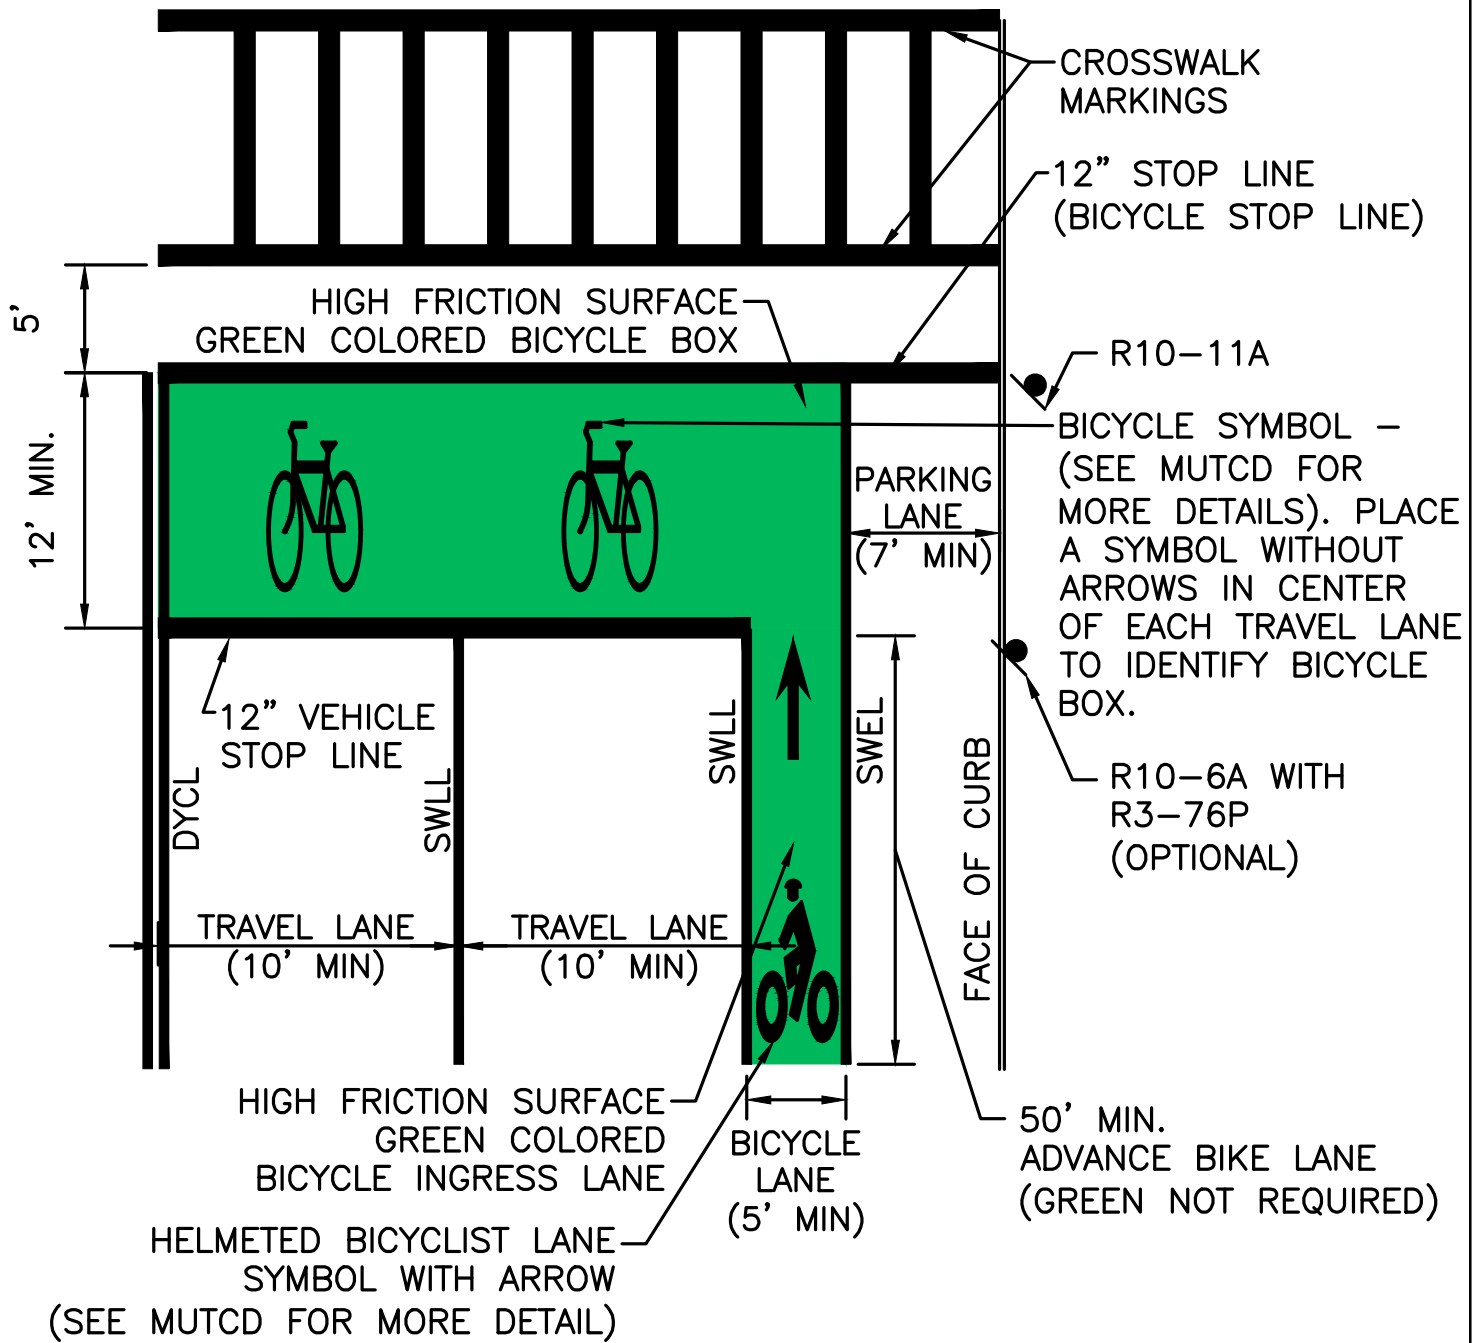 CROSSWALK
MARKINGS
12” STOP LINE
(BICYCLE STOP LINE)
5’
HIGH FRICTION SURFACE
GREEN COLORED BICYCLE BOX
R10–11A
12’ MIN.
BICYCLE SYMBOL –
(SEE MUTCD FOR
MORE DETAILS). PLACE
A SYMBOL WITHOUT
ARROWS IN CENTER
OF EACH TRAVEL LANE
TO IDENTIFY BICYCLE
BOX.
PARKING
LANE
(7’ MIN)
12” VEHICLE
STOP LINE
DYCL
SWLL
SWLL
SWEL
FACE OF CURB
R10–6A WITH
R3–76P
(OPTIONAL)
TRAVEL LANE
(10’ MIN)
TRAVEL LANE
(10’ MIN)
HIGH FRICTION SURFACE
GREEN COLORED
BICYCLE INGRESS LANE
BICYCLE
LANE
(5’ MIN)
50’ MIN.
ADVANCE BIKE LANE
(GREEN NOT REQUIRED)
HELMETED BICYCLIST LANE
SYMBOL WITH ARROW
(SEE MUTCD FOR MORE DETAIL)